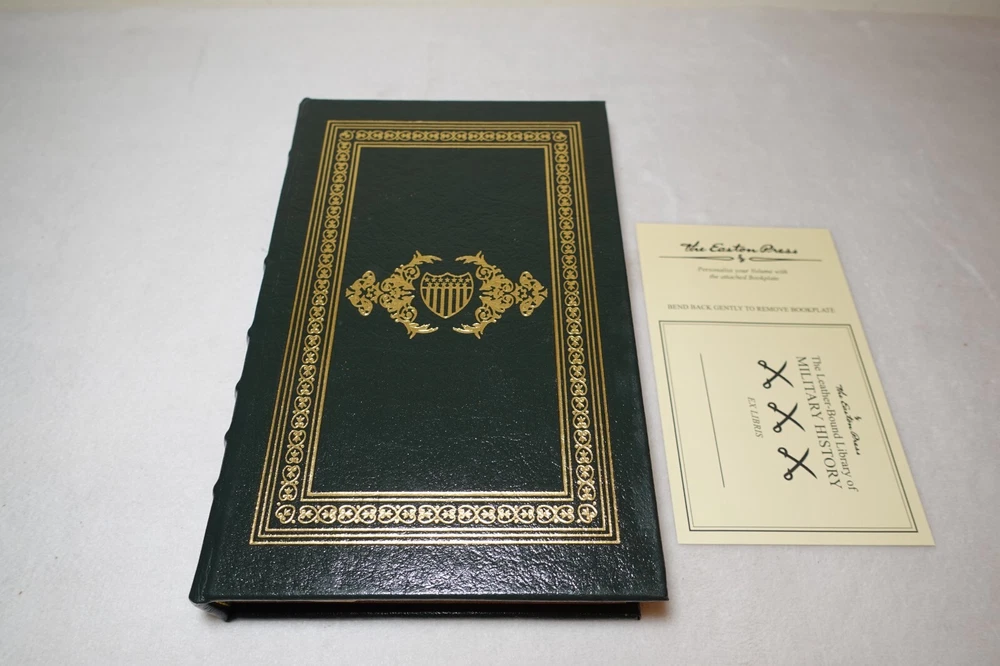 The Easton Press
Personalize your Volume with
the attached Bookplate
BEND BACK GENTLY TO REMOVE BOOKPLATE
The Easton Press
The Leather-Bound Library of
MILITARY HISTORY
EX LIBRIS